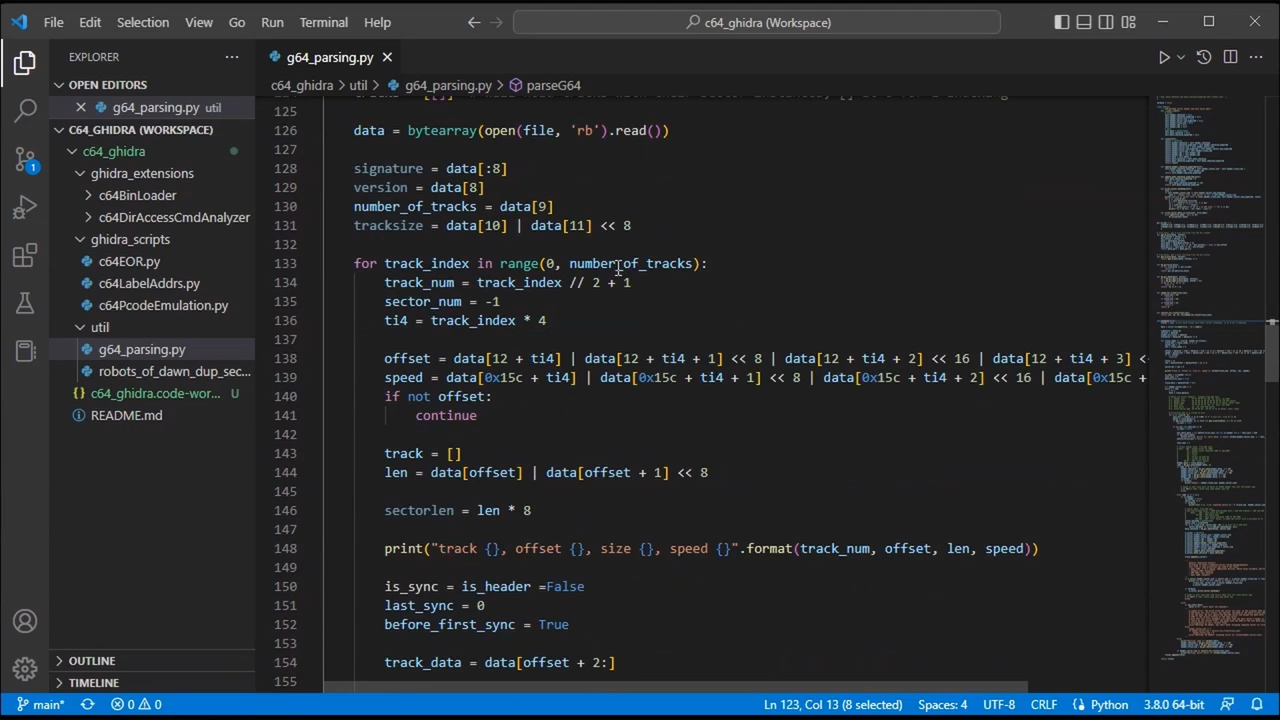 File Edit Selection View Go Run Terminal Help
c64_ghidra (Workspace)
EXPLORER
OPEN EDITORS
g64_parsing.py util
C64_GHIDRA (WORKSPACE)
c64_ghidra
ghidra_extensions
c64BinLoader
c64DirAccessCmdAnalyzer
ghidra_scripts
c64EOR.py
c64LabelAddrs.py
c64PcodeEmulation.py
util
g64_parsing.py
robots_of_dawn_dup_sec...
c64_ghidra.code-wor... U
README.md
OUTLINE
TIMELINE
1
g64_parsing.py
c64_ghidra > util > g64_parsing.py > parseG64
125
126 data = bytearray(open(file, 'rb').read())
127
128 signature = data[:8]
129 version = data[8]
130 number_of_tracks = data[9]
131 tracksize = data[10] | data[11] << 8
132
133 for track_index in range(0, number_of_tracks):
134 track_num = track_index // 2 + 1
135 sector_num = -1
136 ti4 = track_index * 4
137
138 offset = data[12 + ti4] | data[12 + ti4 + 1] << 8 | data[12 + ti4 + 2] << 16 | data[12 + ti4 + 3] <
139 speed = data[0x15c + ti4] | data[0x15c + ti4 + 1] << 8 | data[0x15c + ti4 + 2] << 16 | data[0x15c +
140 if not offset:
141 continue
142
143 track = []
144 len = data[offset] | data[offset + 1] << 8
145
146 sectorlen = len * 8
147
148 print("track {}, offset {}, size {}, speed {}".format(track_num, offset, len, speed))
149
150 is_sync = is_header =False
151 last_sync = 0
152 before_first_sync = True
153
154 track_data = data[offset + 2:]
155
main* 0 0 Ln 123, Col 13 (8 selected) Spaces: 4 UTF-8 CRLF Python 3.8.0 64-bit